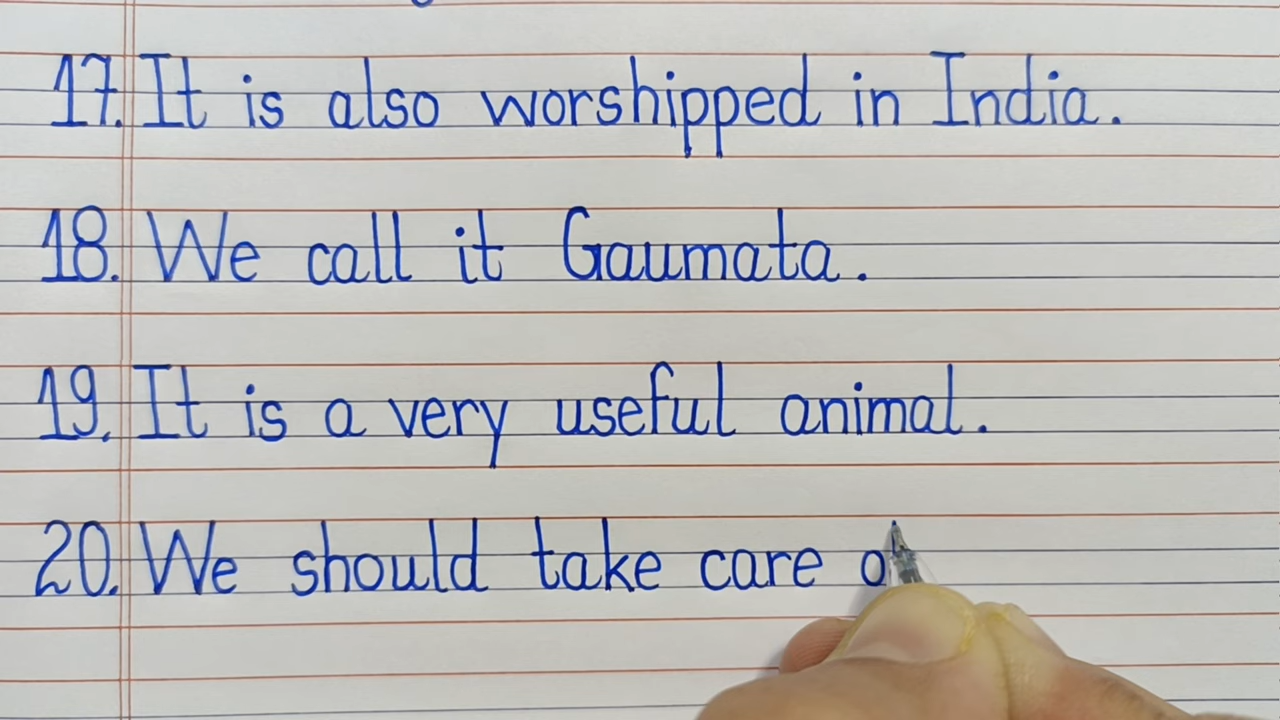 17. It is also worshipped in India.
18. We call it Gaumata.
19. It is a very useful animal.
20. We should take care